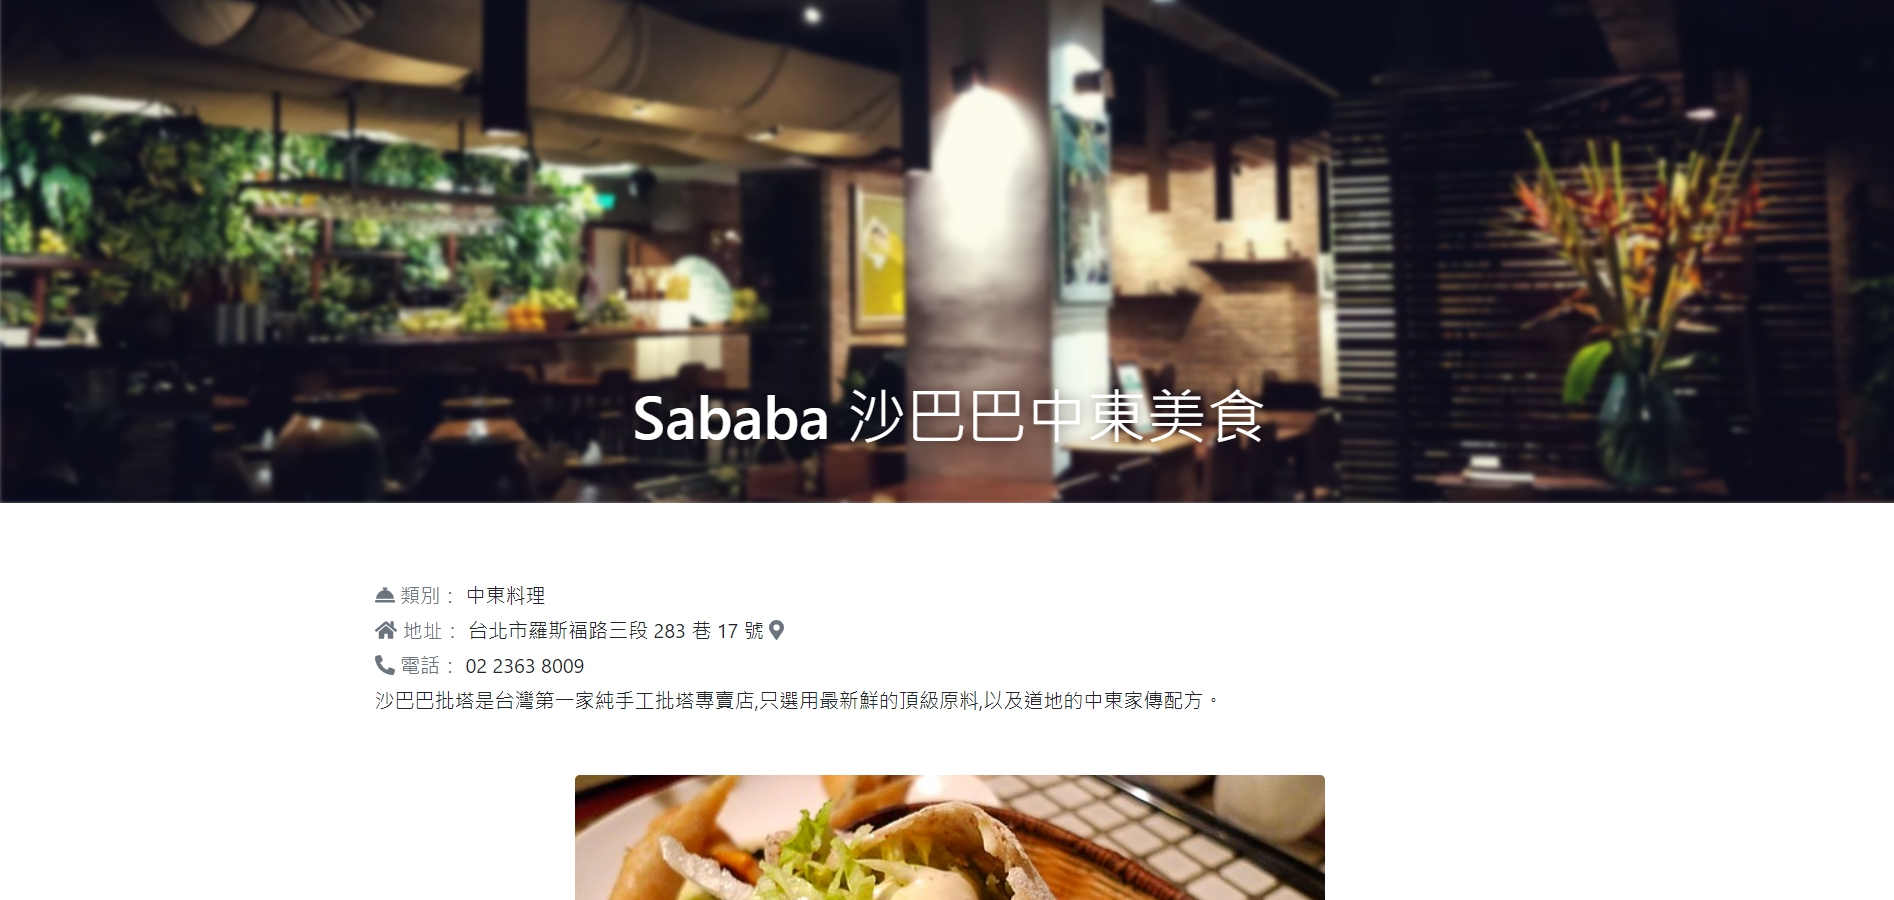 Sababa 沙巴巴中東美食
類別： 中東料理
地址： 台北市羅斯福路三段 283 巷 17 號
電話： 02 2363 8009
沙巴巴批塔是台灣第一家純手工批塔專賣店,只選用最新鮮的頂級原料,以及道地的中東家傳配方。